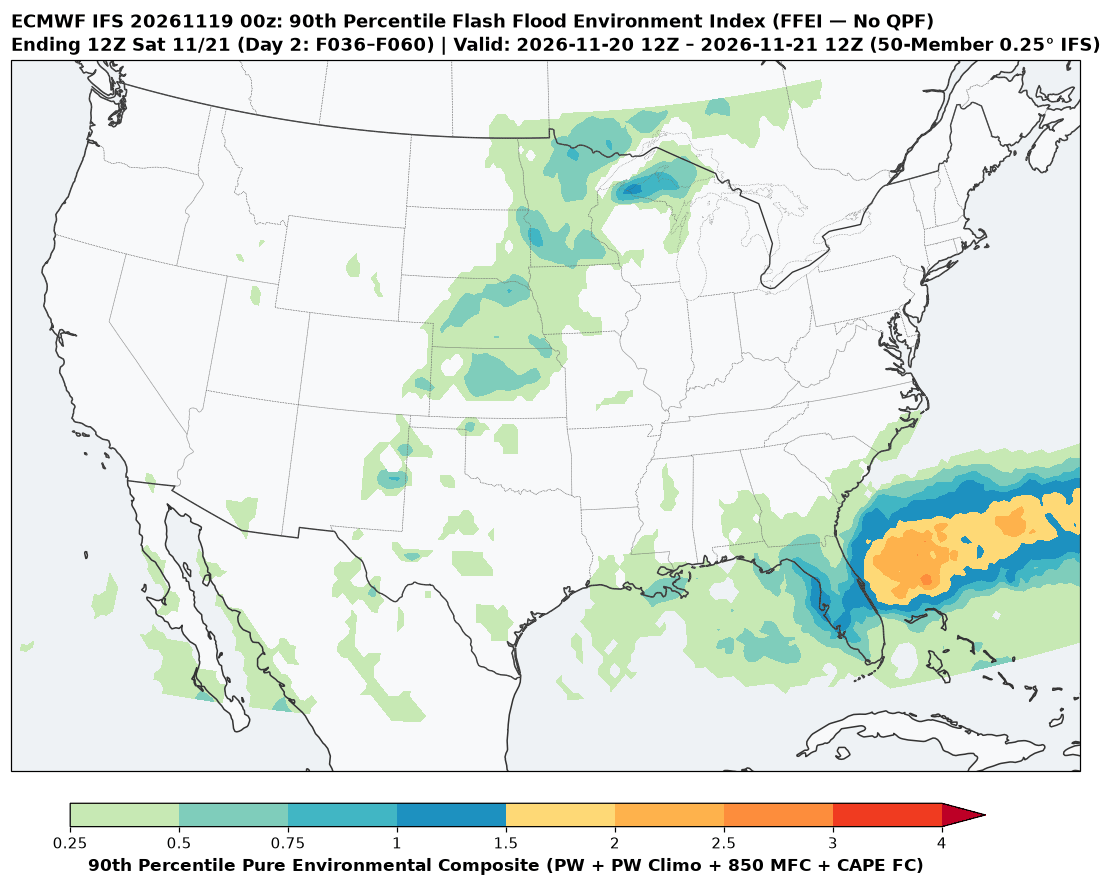 ECMWF IFS 20261119 00z: 90th Percentile Flash Flood Environment Index (FFEI — No QPF)
Ending 12Z Sat 11/21 (Day 2: F036–F060) | Valid: 2026-11-20 12Z – 2026-11-21 12Z (50-Member 0.25° IFS)
0.25 0.5 0.75 1 1.5 2 2.5 3 4
90th Percentile Pure Environmental Composite (PW + PW Climo + 850 MFC + CAPE FC)